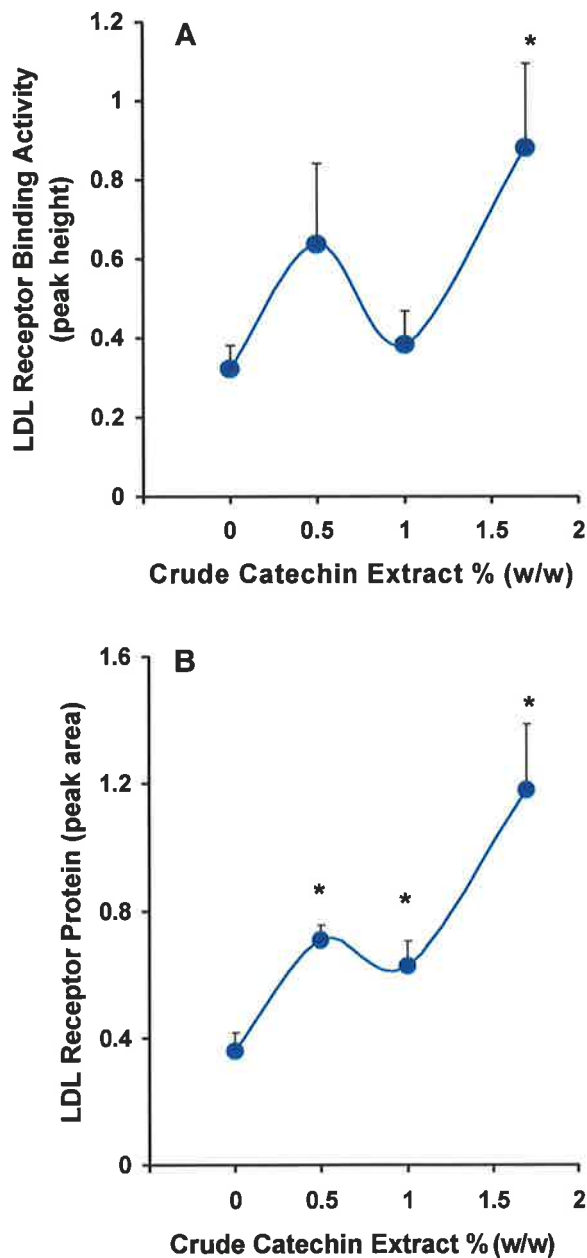 A
LDL Receptor Binding Activity
(peak height)
1.2
*
1
0.8
0.6
0.4
0.2
0
0 0.5 1 1.5 2
Crude Catechin Extract % (w/w)
B
LDL Receptor Protein (peak area)
1.6
*
1.2
* *
0.8
0.4
0
0 0.5 1 1.5 2
Crude Catechin Extract % (w/w)